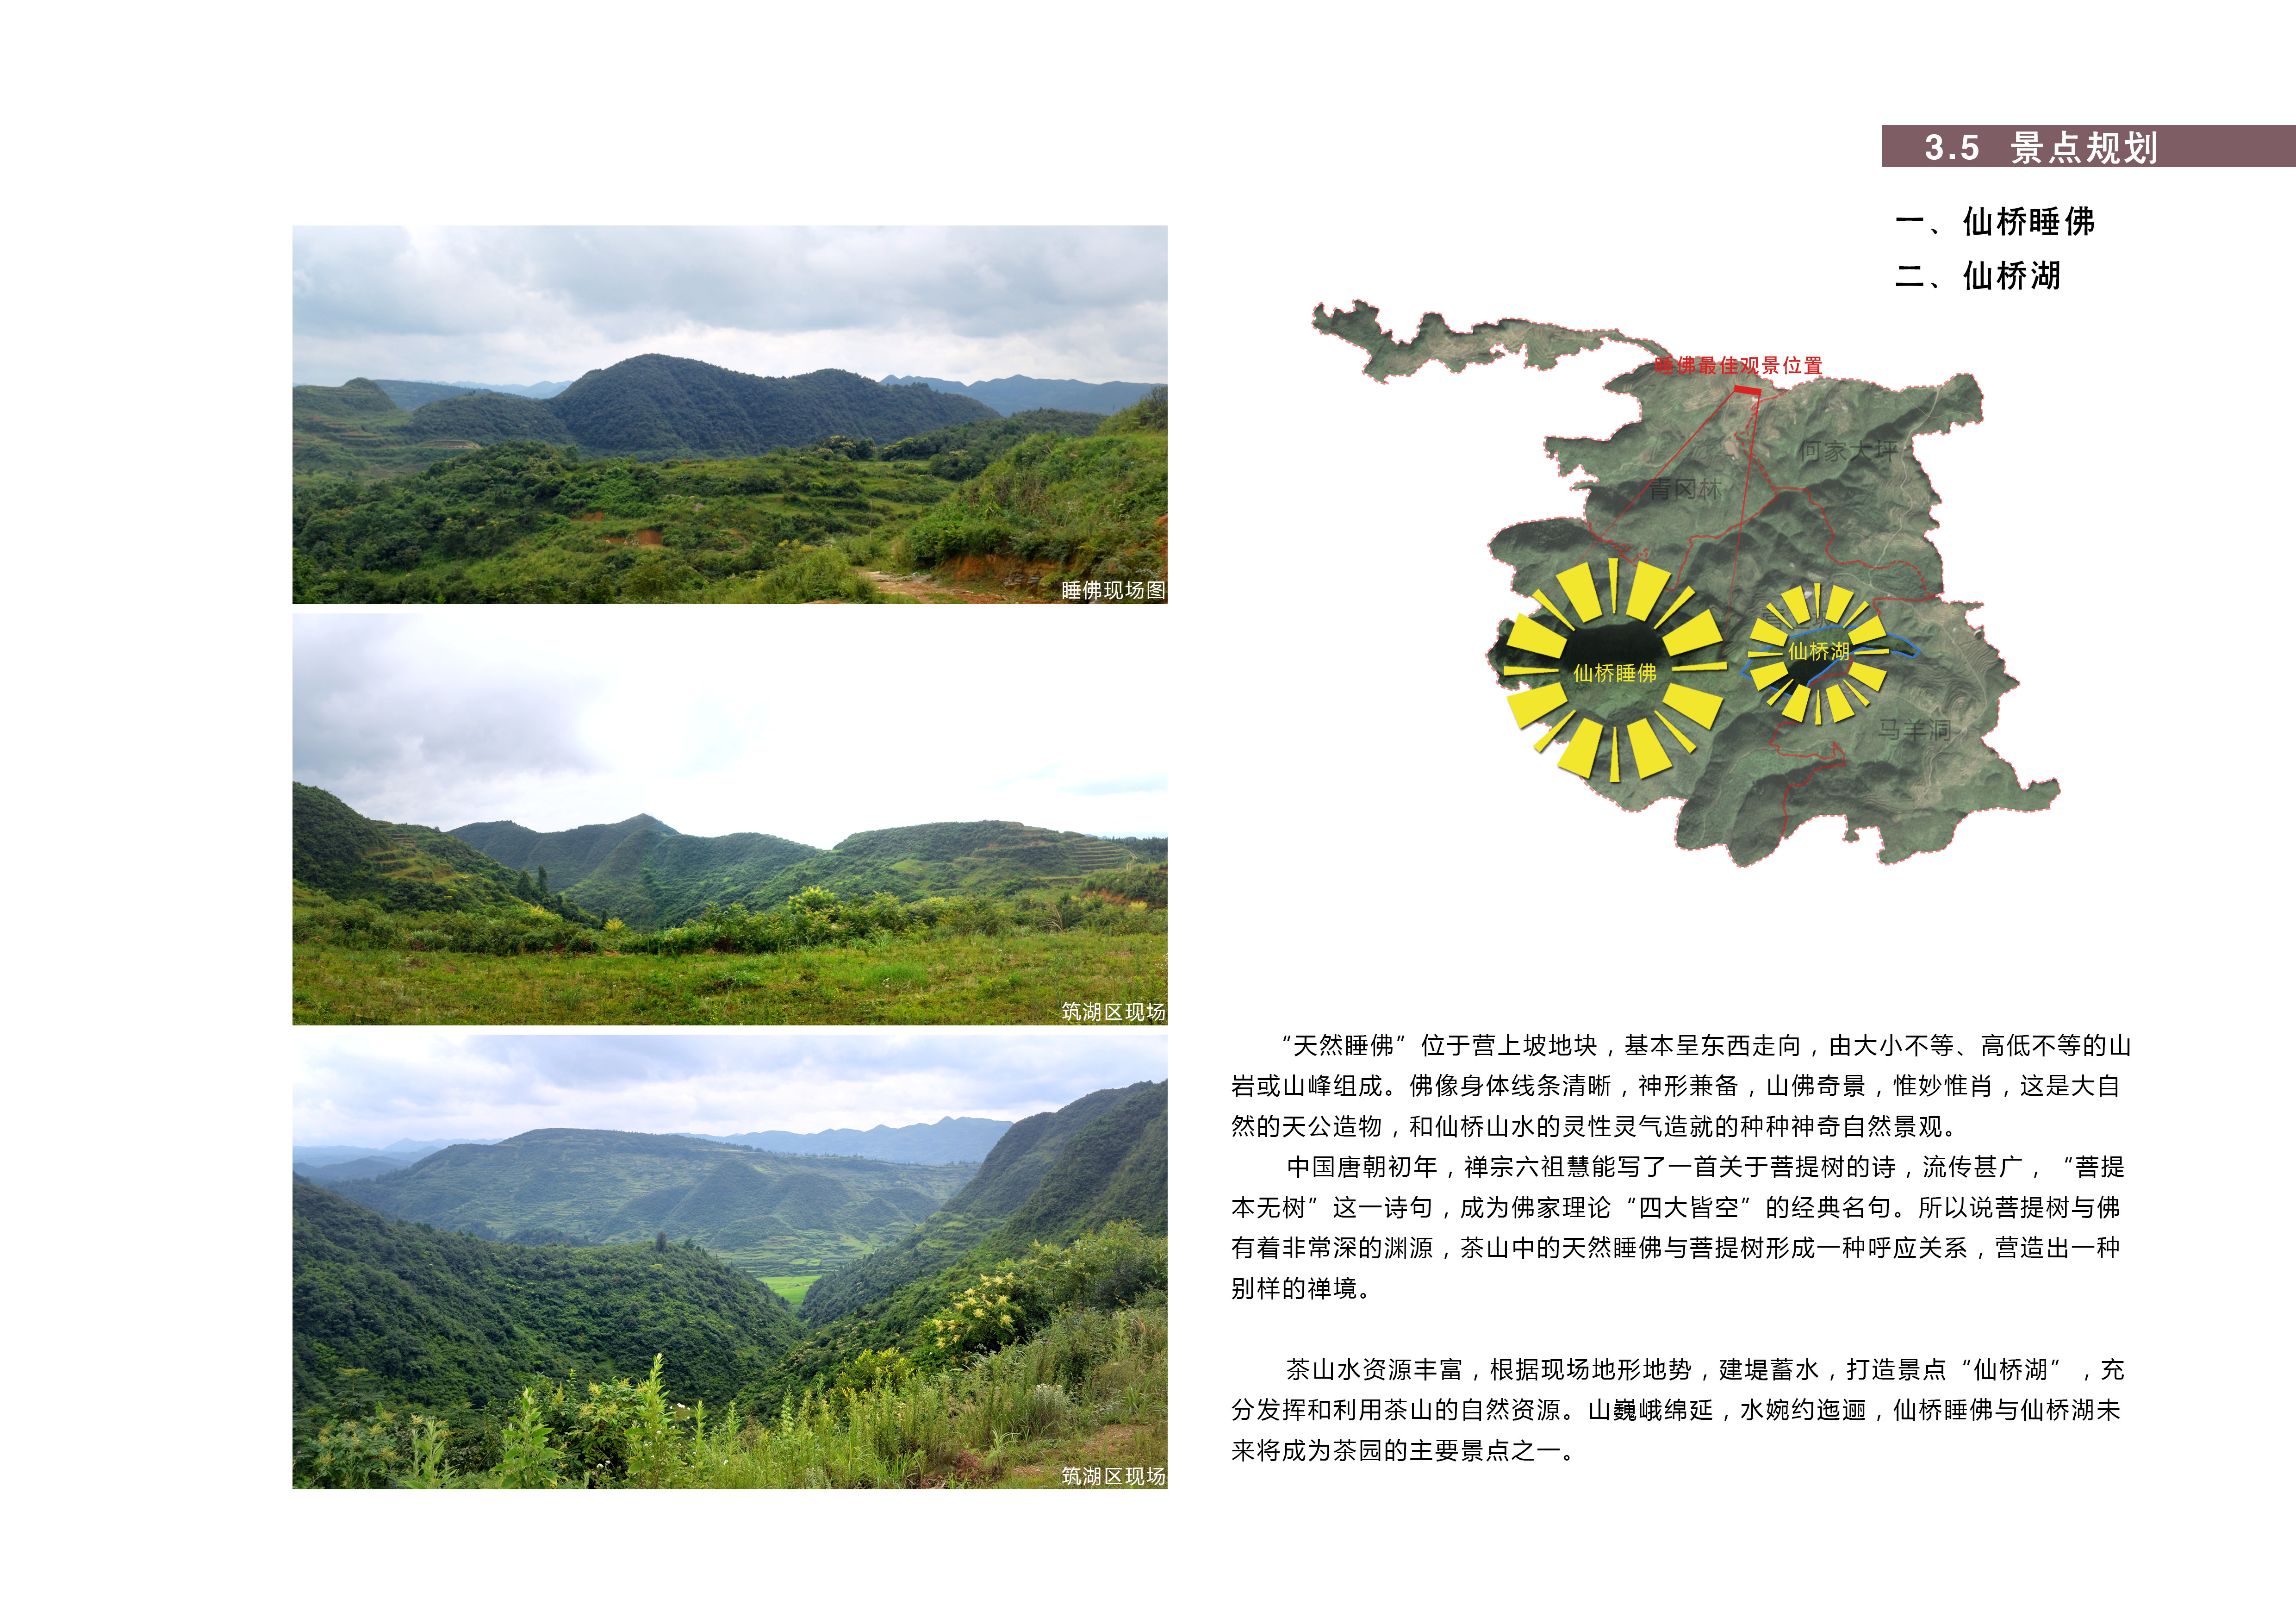 3.5 景点规划
一、仙桥睡佛
二、仙桥湖
睡佛现场图
筑湖区现场
筑湖区现场
睡佛最佳观景位置
何家大坪
青冈林
仙桥湖
仙桥睡佛
马羊洞
“天然睡佛”位于营上坡地块，基本呈东西走向，由大小不等、高低不等的山
岩或山峰组成。佛像身体线条清晰，神形兼备，山佛奇景，惟妙惟肖，这是大自
然的天公造物，和仙桥山水的灵性灵气造就的种种神奇自然景观。
中国唐朝初年，禅宗六祖慧能写了一首关于菩提树的诗，流传甚广，“菩提
本无树”这一诗句，成为佛家理论“四大皆空”的经典名句。所以说菩提树与佛
有着非常深的渊源，茶山中的天然睡佛与菩提树形成一种呼应关系，营造出一种
别样的禅境。
茶山水资源丰富，根据现场地形地势，建堤蓄水，打造景点“仙桥湖”，充
分发挥和利用茶山的自然资源。山巍峨绵延，水婉约迤逦，仙桥睡佛与仙桥湖未
来将成为茶园的主要景点之一。